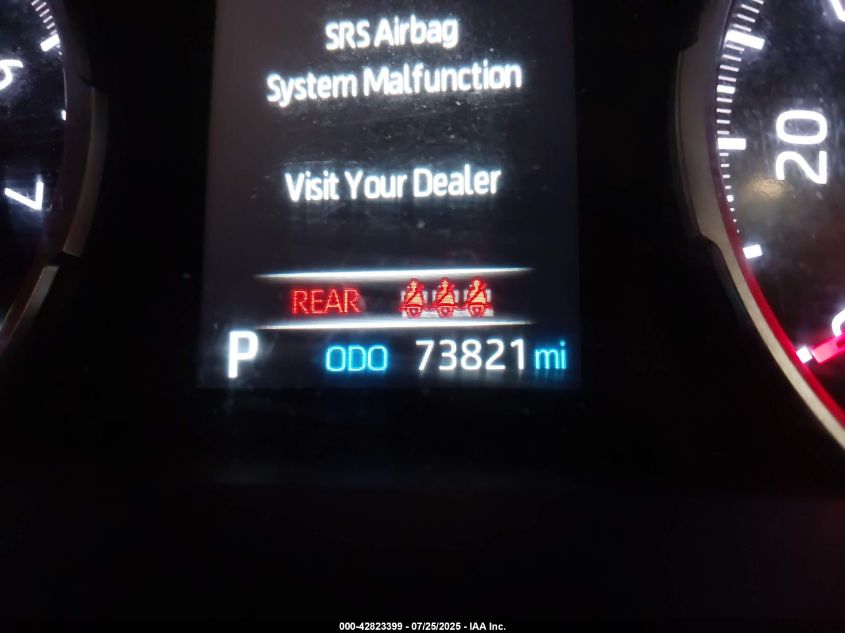 SRS Airbag
System Malfunction
Visit Your Dealer
REAR
P ODO 73821 mi
7
20
000-42823399 - 07/25/2025 - IAA Inc.